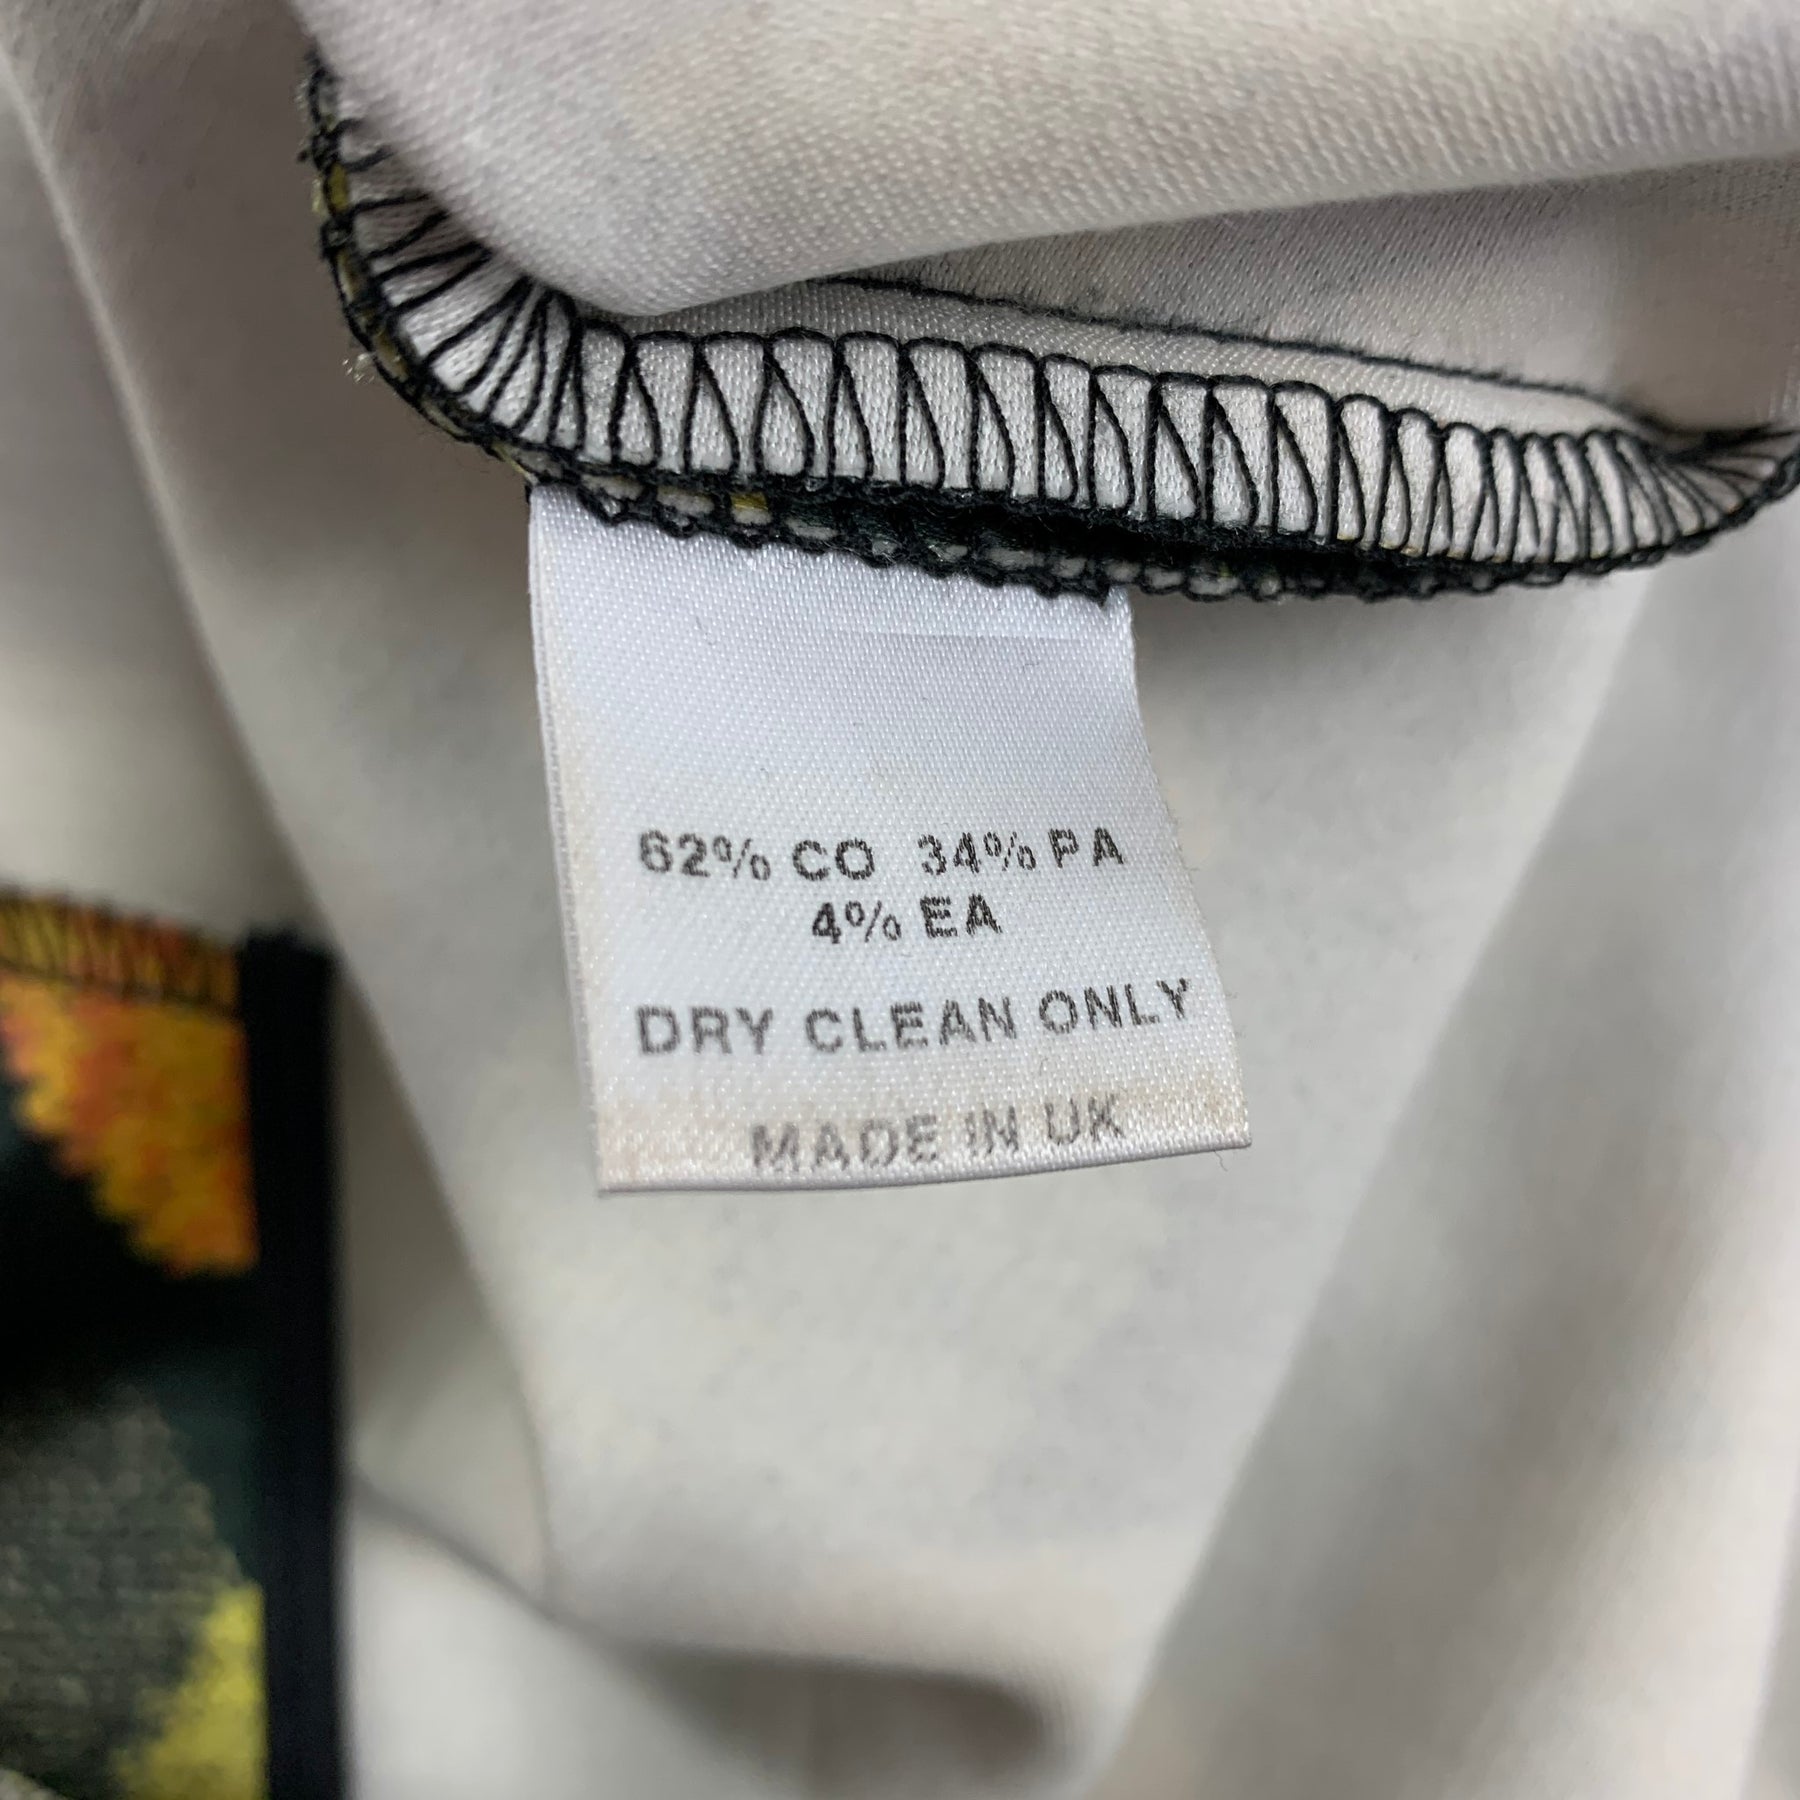 62% CO 34% PA
4% EA
DRY CLEAN ONLY
MADE IN UK